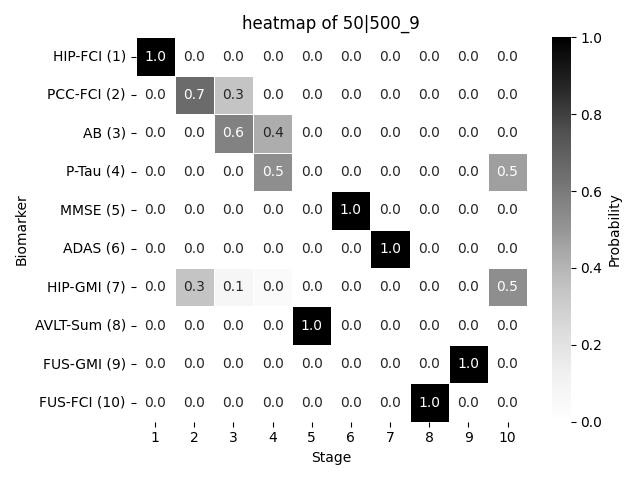 heatmap of 50|500_9
HIP-FCI (1) 1.0 0.0 0.0 0.0 0.0 0.0 0.0 0.0 0.0 0.0
PCC-FCI (2) 0.0 0.7 0.3 0.0 0.0 0.0 0.0 0.0 0.0 0.0
AB (3) 0.0 0.0 0.6 0.4 0.0 0.0 0.0 0.0 0.0 0.0
P-Tau (4) 0.0 0.0 0.0 0.5 0.0 0.0 0.0 0.0 0.0 0.5
MMSE (5) 0.0 0.0 0.0 0.0 0.0 1.0 0.0 0.0 0.0 0.0
ADAS (6) 0.0 0.0 0.0 0.0 0.0 0.0 1.0 0.0 0.0 0.0
HIP-GMI (7) 0.0 0.3 0.1 0.0 0.0 0.0 0.0 0.0 0.0 0.5
AVLT-Sum (8) 0.0 0.0 0.0 0.0 1.0 0.0 0.0 0.0 0.0 0.0
FUS-GMI (9) 0.0 0.0 0.0 0.0 0.0 0.0 0.0 0.0 1.0 0.0
FUS-FCI (10) 0.0 0.0 0.0 0.0 0.0 0.0 0.0 1.0 0.0 0.0
1 2 3 4 5 6 7 8 9 10
Stage
Biomarker
1.0
0.8
0.6
0.4
0.2
0.0
Probability